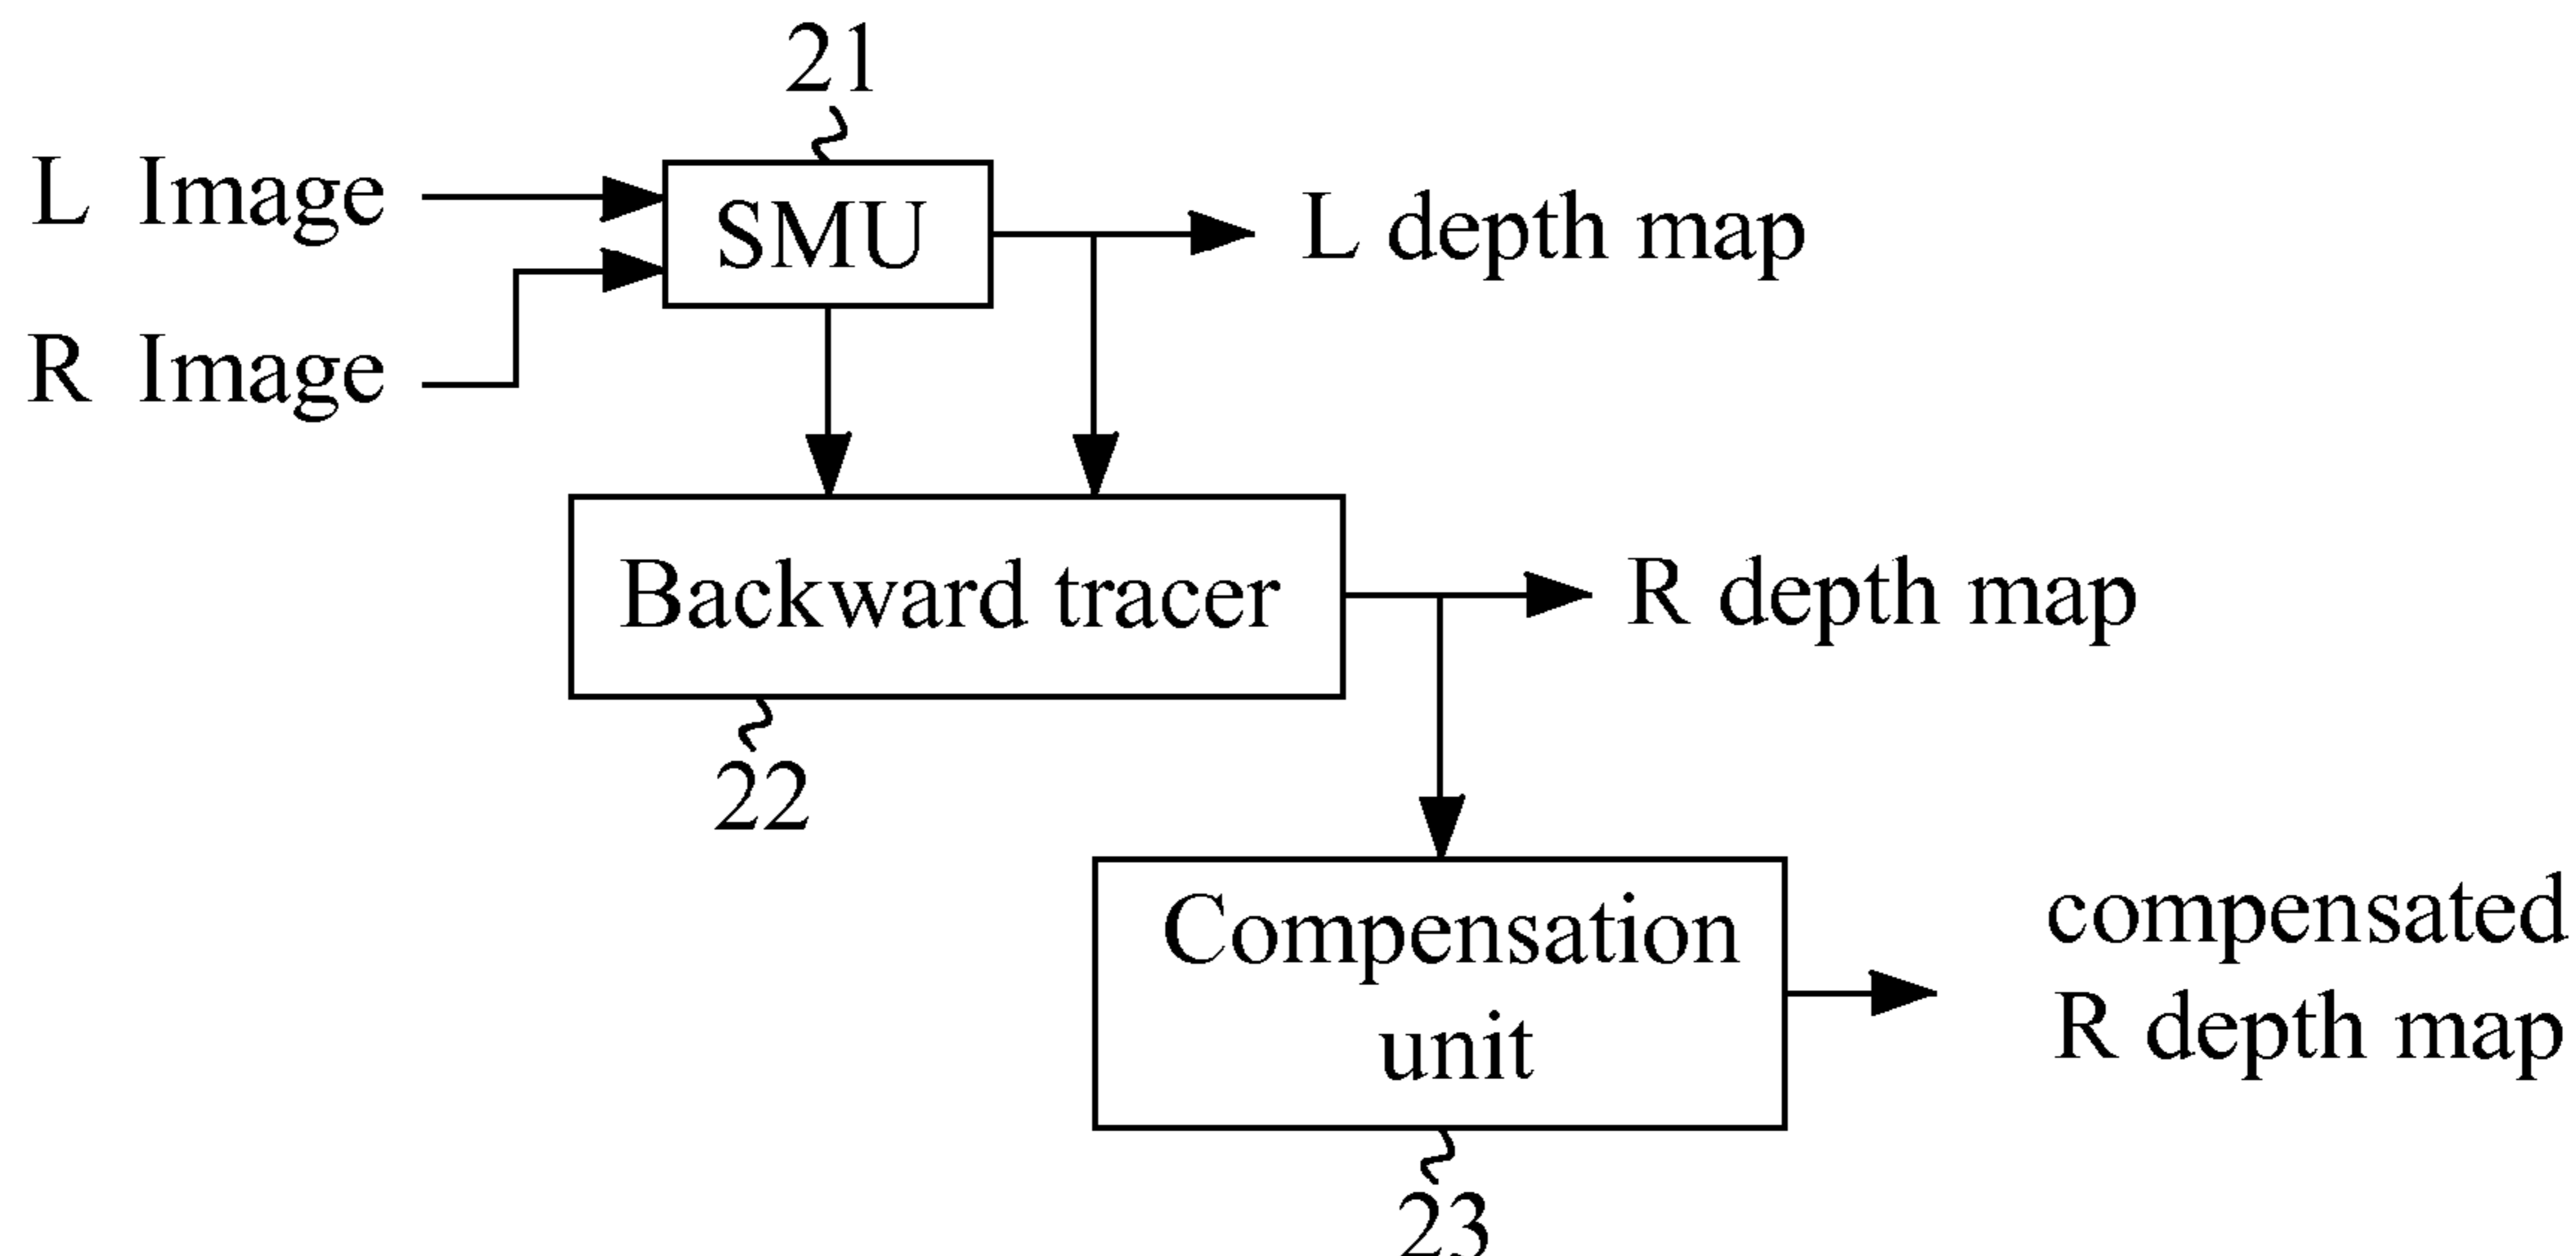 21
L Image
SMU
L depth map
R Image
Backward tracer
R depth map
22
Compensation
unit
compensated
R depth map
23